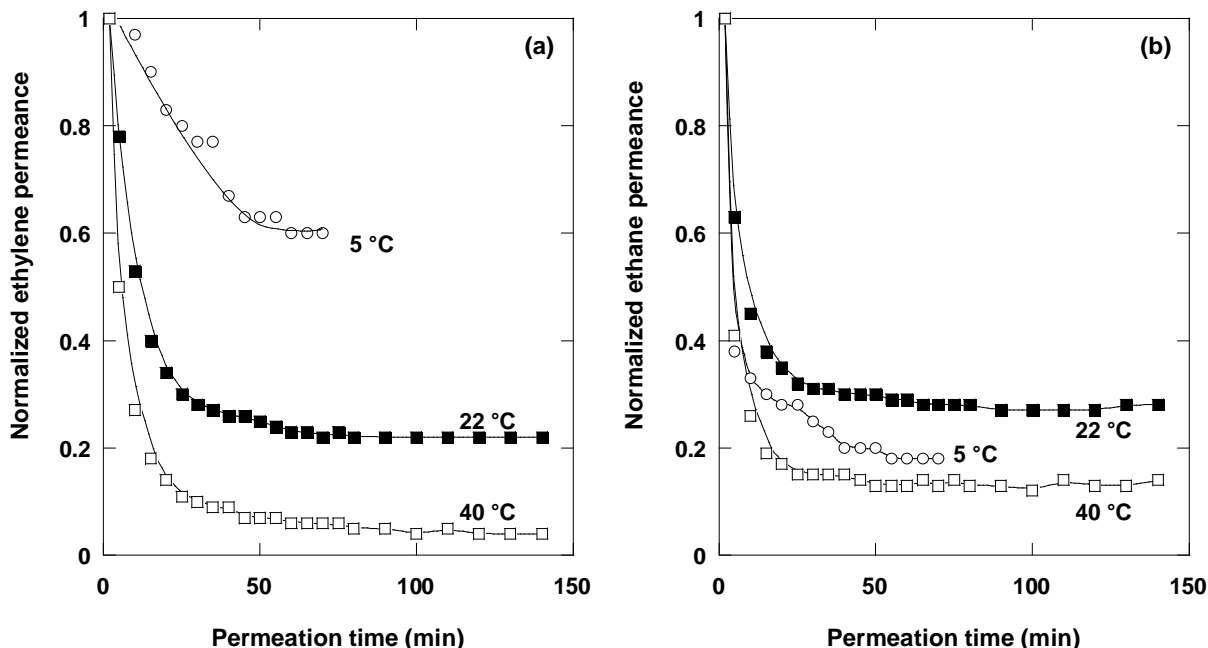 Normalized ethylene permeance
1
0.8
0.6
0.4
0.2
0
(a)
5 °C
22 °C
40 °C
0
50
100
150
Permeation time (min)
Normalized ethane permeance
1
0.8
0.6
0.4
0.2
0
(b)
22 °C
5 °C
40 °C
0
50
100
150
Permeation time (min)